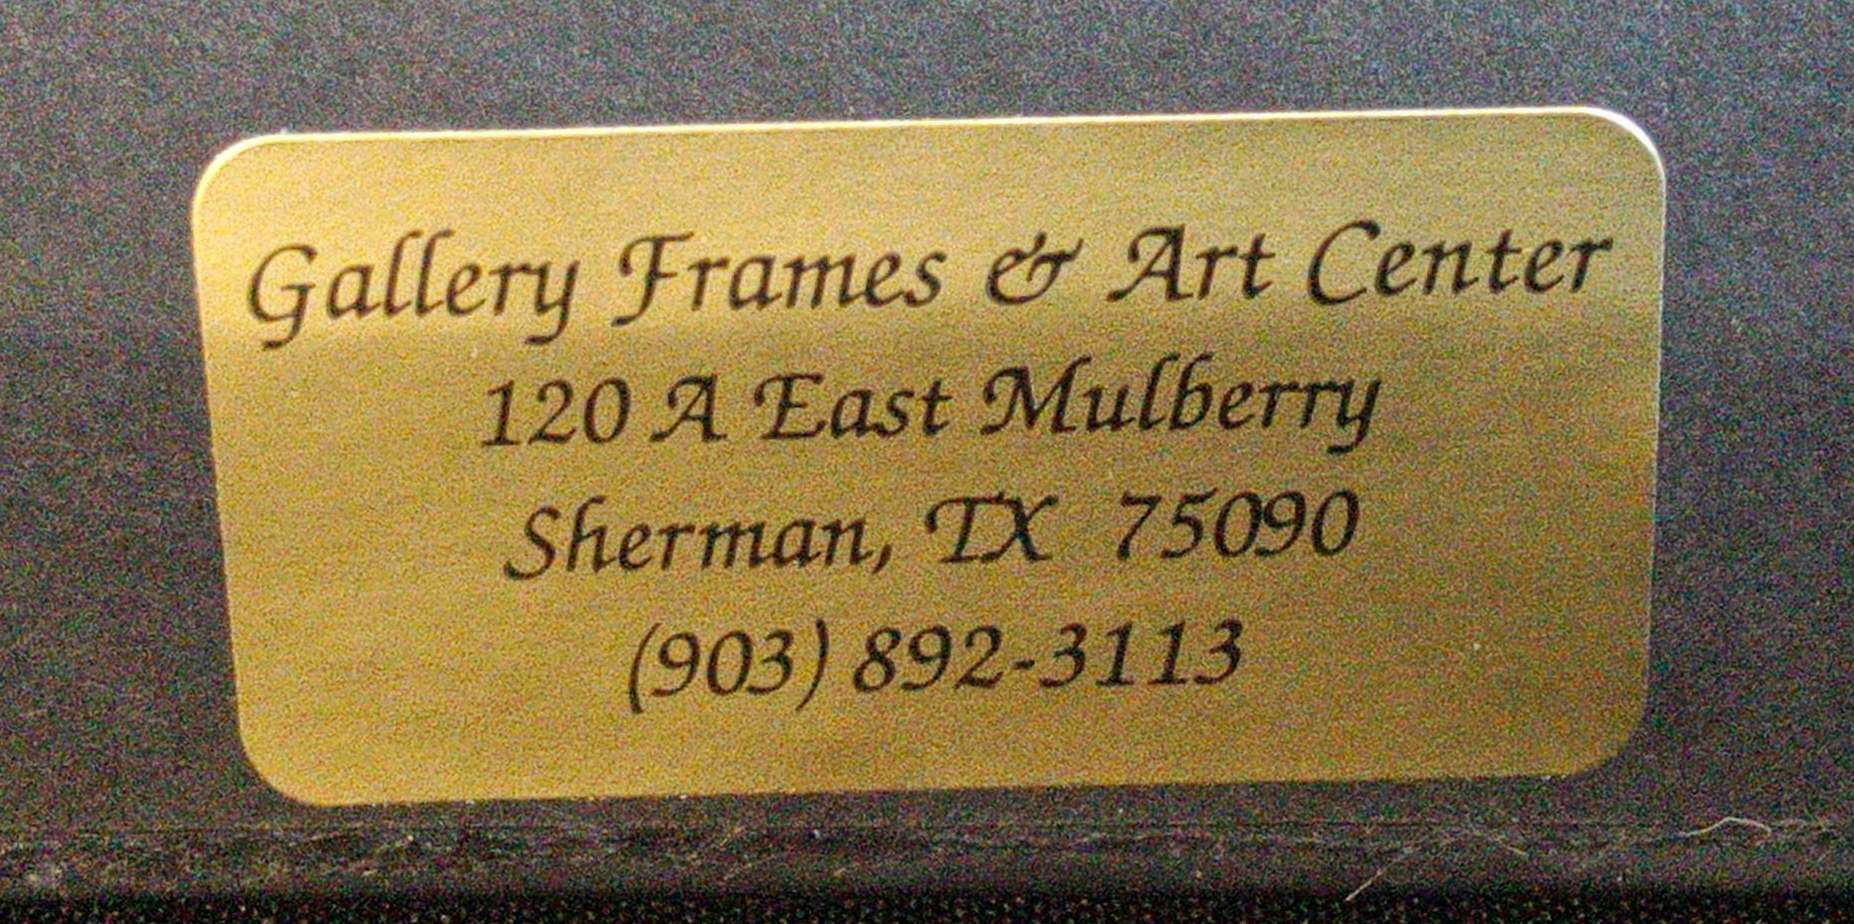 Gallery Frames & Art Center
120 A East Mulberry
Sherman, TX 75090
(903) 892-3113